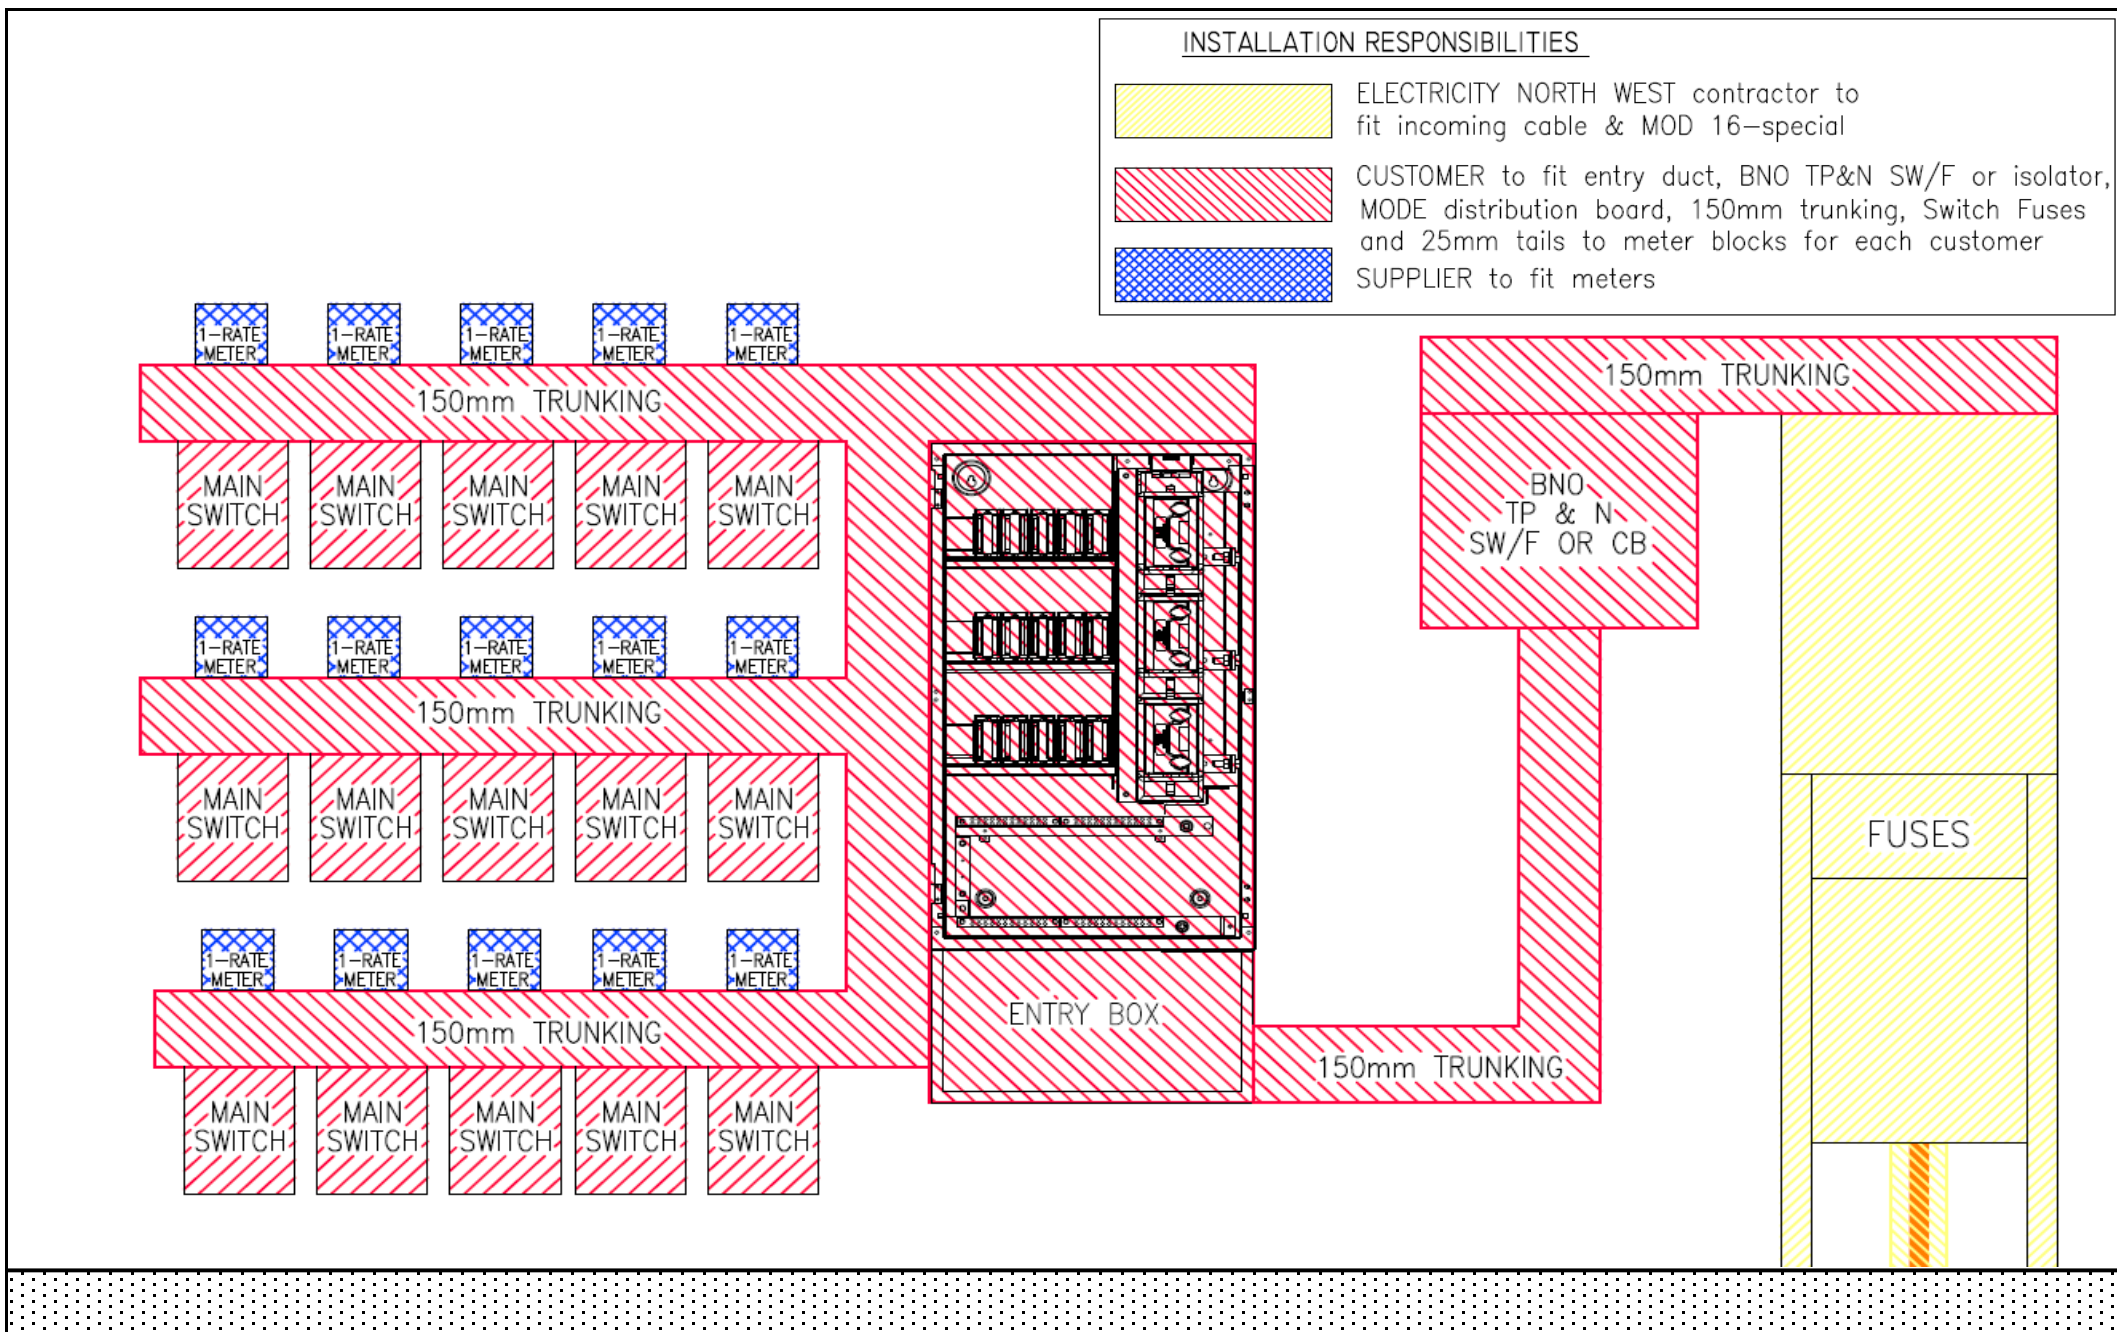 INSTALLATION RESPONSIBILITIES
ELECTRICITY NORTH WEST contractor to
fit incoming cable & MOD 16-special
CUSTOMER to fit entry duct, BNO TP&N SW/F or isolator,
MODE distribution board, 150mm trunking, Switch Fuses
and 25mm tails to meter blocks for each customer
SUPPLIER to fit meters
1-RATE
METER
1-RATE
METER
1-RATE
METER
1-RATE
METER
1-RATE
METER
150mm TRUNKING
150mm TRUNKING
MAIN
SWITCH
MAIN
SWITCH
MAIN
SWITCH
MAIN
SWITCH
MAIN
SWITCH
BNO
TP & N
SW/F OR CB
1-RATE
METER
1-RATE
METER
1-RATE
METER
1-RATE
METER
1-RATE
METER
150mm TRUNKING
MAIN
SWITCH
MAIN
SWITCH
MAIN
SWITCH
MAIN
SWITCH
MAIN
SWITCH
FUSES
1-RATE
METER
1-RATE
METER
1-RATE
METER
1-RATE
METER
1-RATE
METER
150mm TRUNKING
ENTRY BOX
150mm TRUNKING
MAIN
SWITCH
MAIN
SWITCH
MAIN
SWITCH
MAIN
SWITCH
MAIN
SWITCH